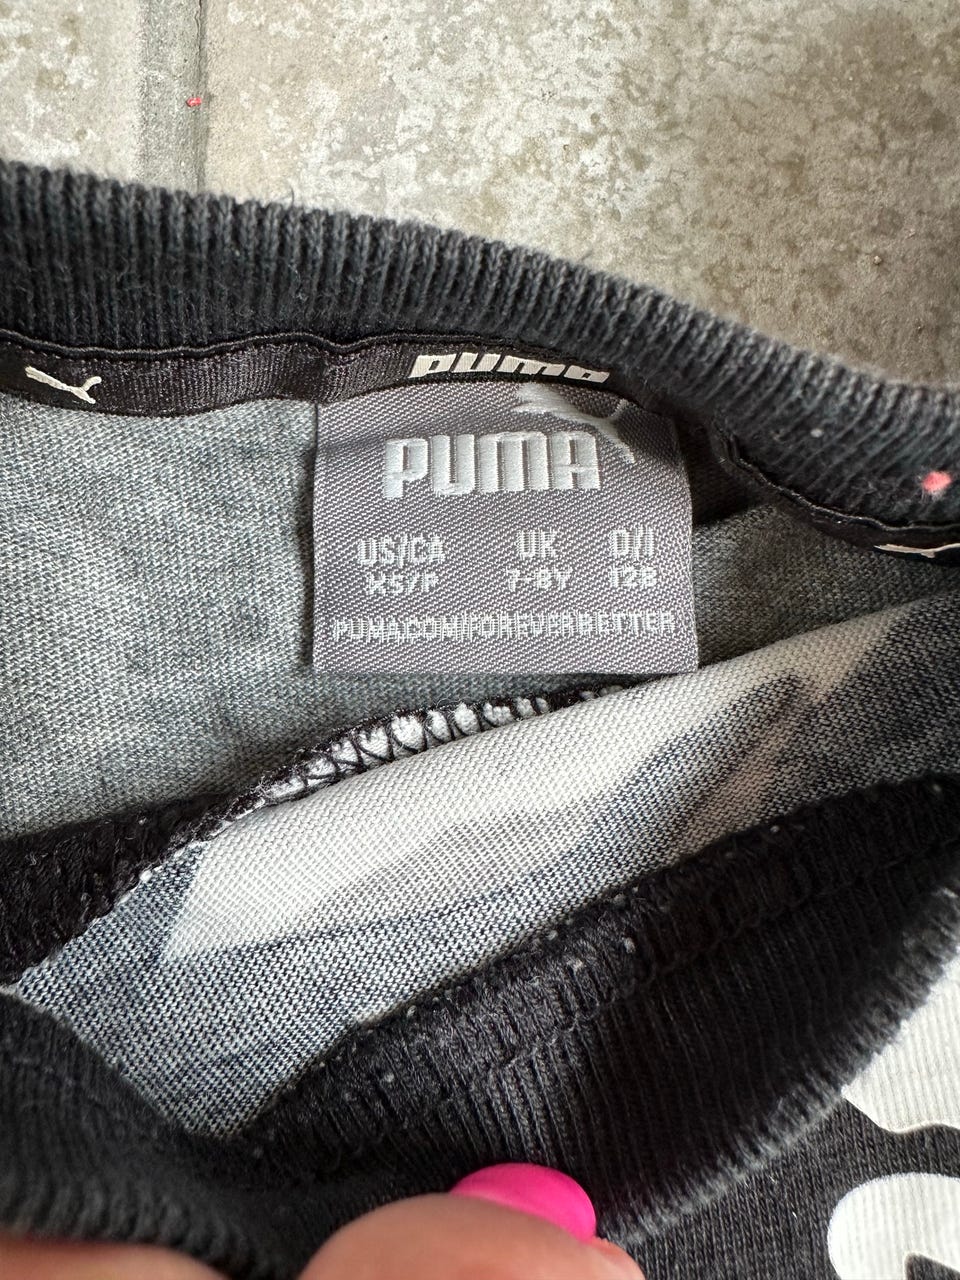 puma
PUMA
US/CA UK D/I
XS/P 7-8Y 128
PUMA.COM/FOREVERBETTER